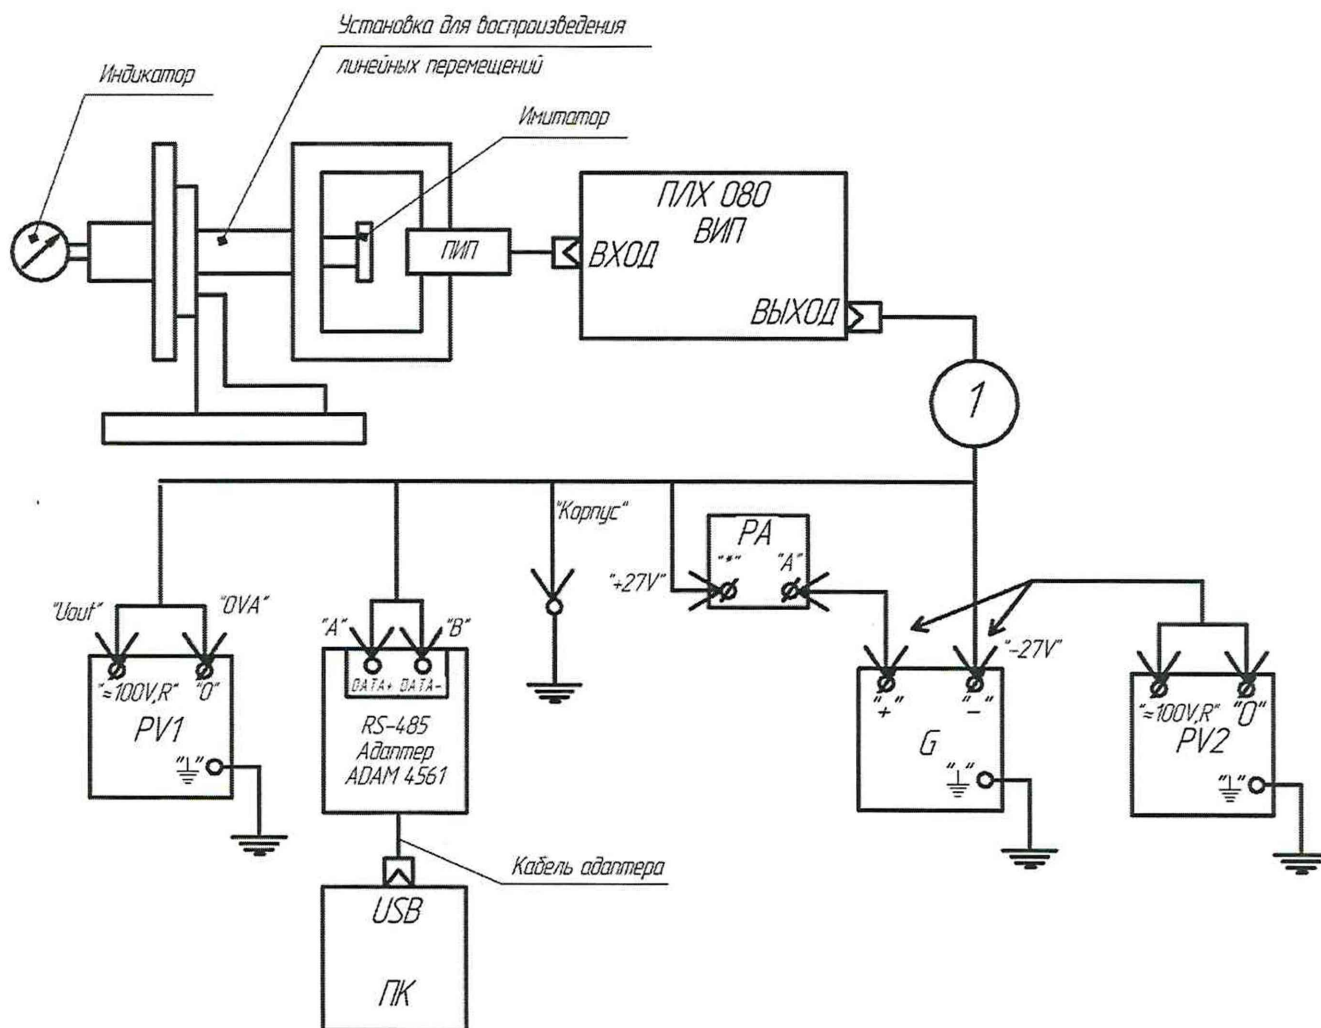 Установка для воспроизведения
линейных перемещений
Индикатор
Имитатор
ПЛХ 080
ВИП
ПИП
ВХОД
ВЫХОД
1
"Корпус"
РА
"*"
"А"
"+27V"
"Uout"
"0VA"
"A"
"B"
"-27V"
DATA+
DATA-
"≂100V,R"
"0"
PV1
"⏚"
RS-485
Адаптер
ADAM 4561
"+"
"-"
G
"⏚"
"≂100V,R"
"0"
PV2
"⏚"
Кабель адаптера
USB
ПК